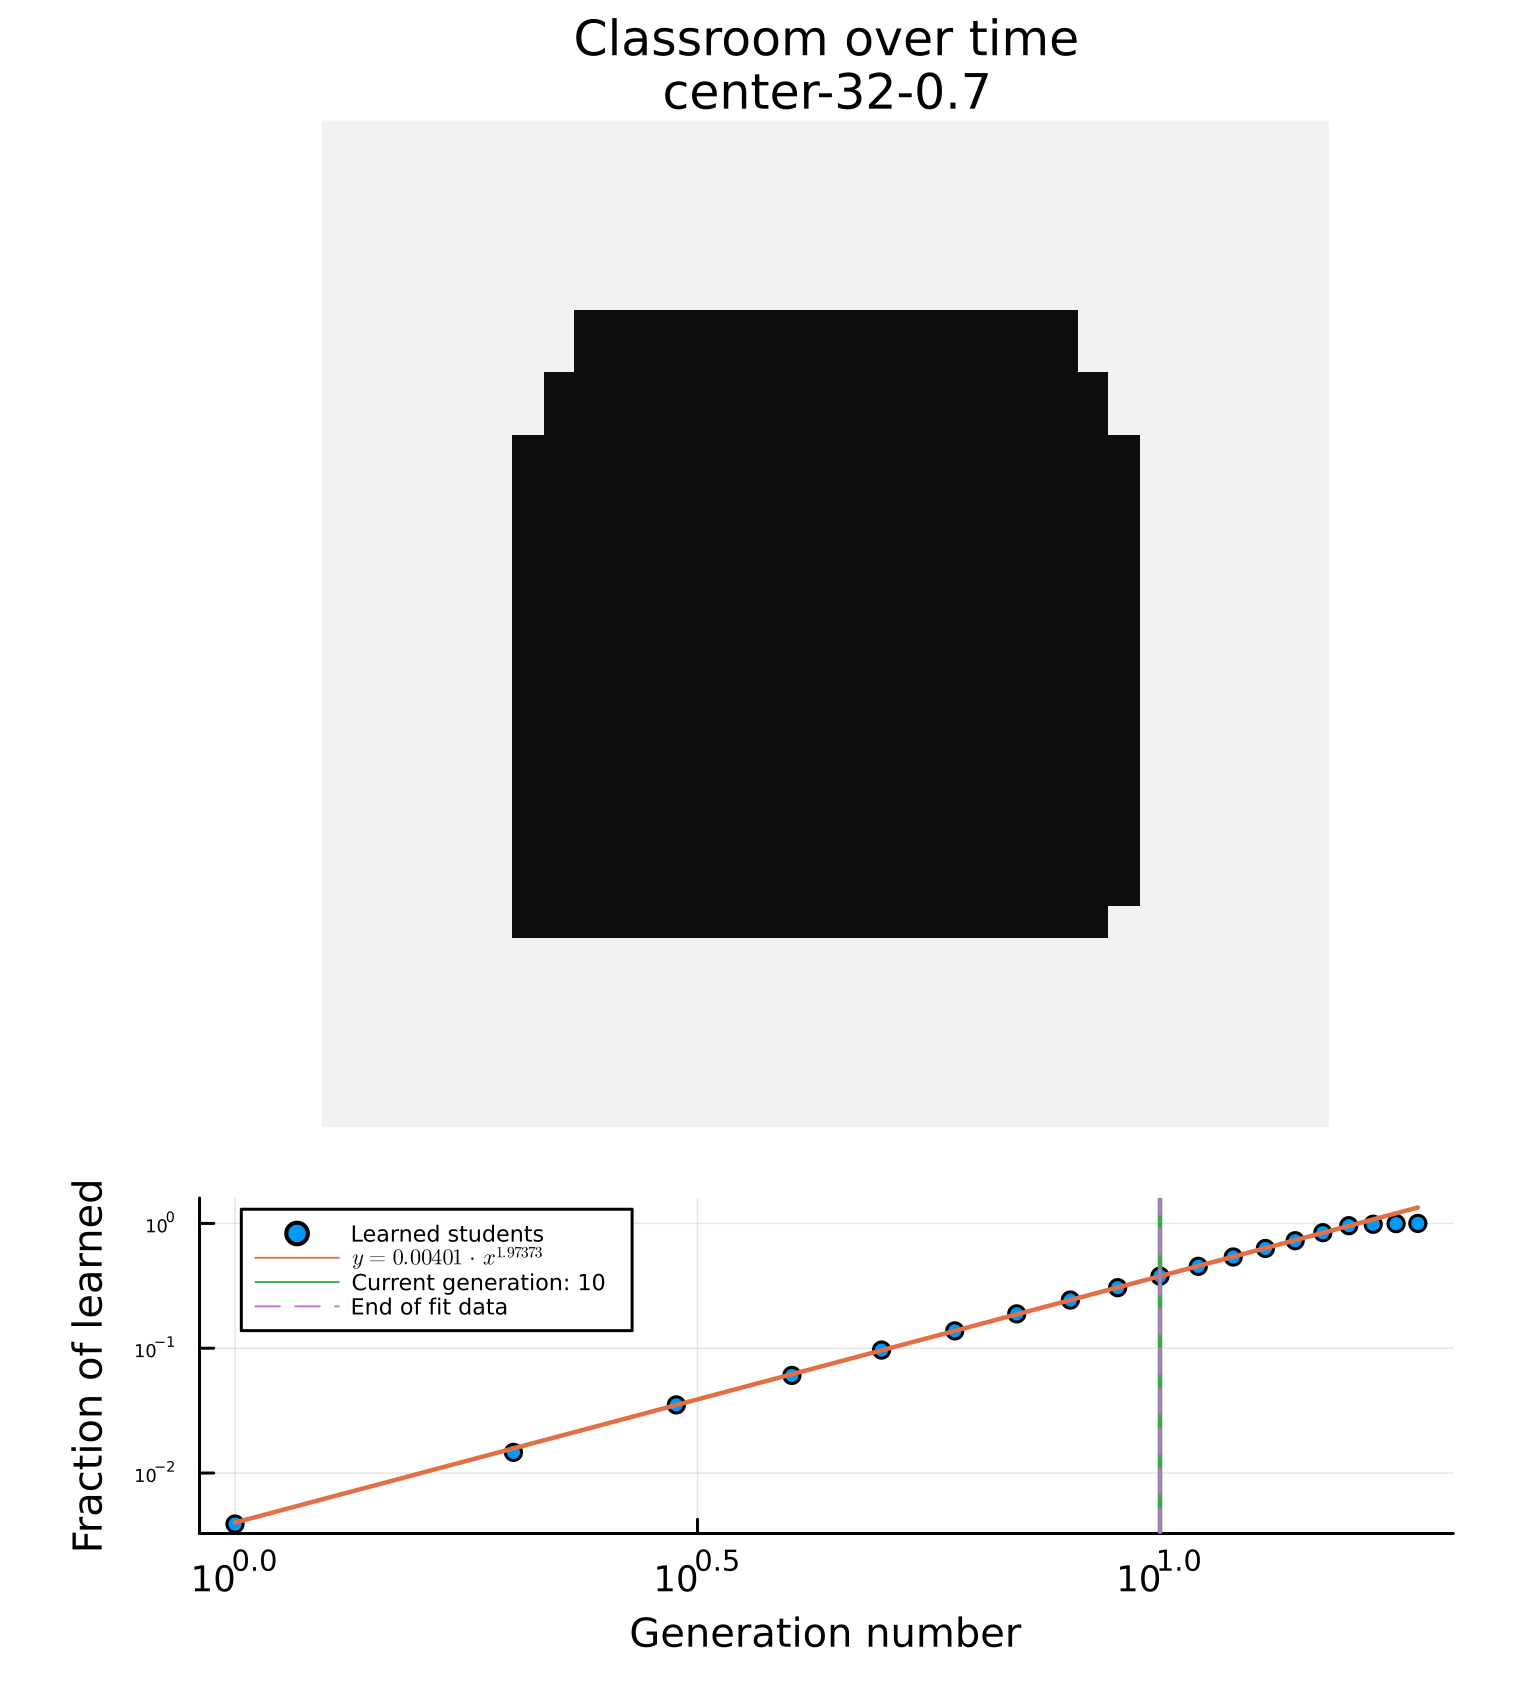 Classroom over time
center-32-0.7
Fraction of learned
10⁰
10⁻¹
10⁻²
Learned students
y = 0.00401 · x^1.97373
Current generation: 10
End of fit data
10^0.0
10^0.5
10^1.0
Generation number